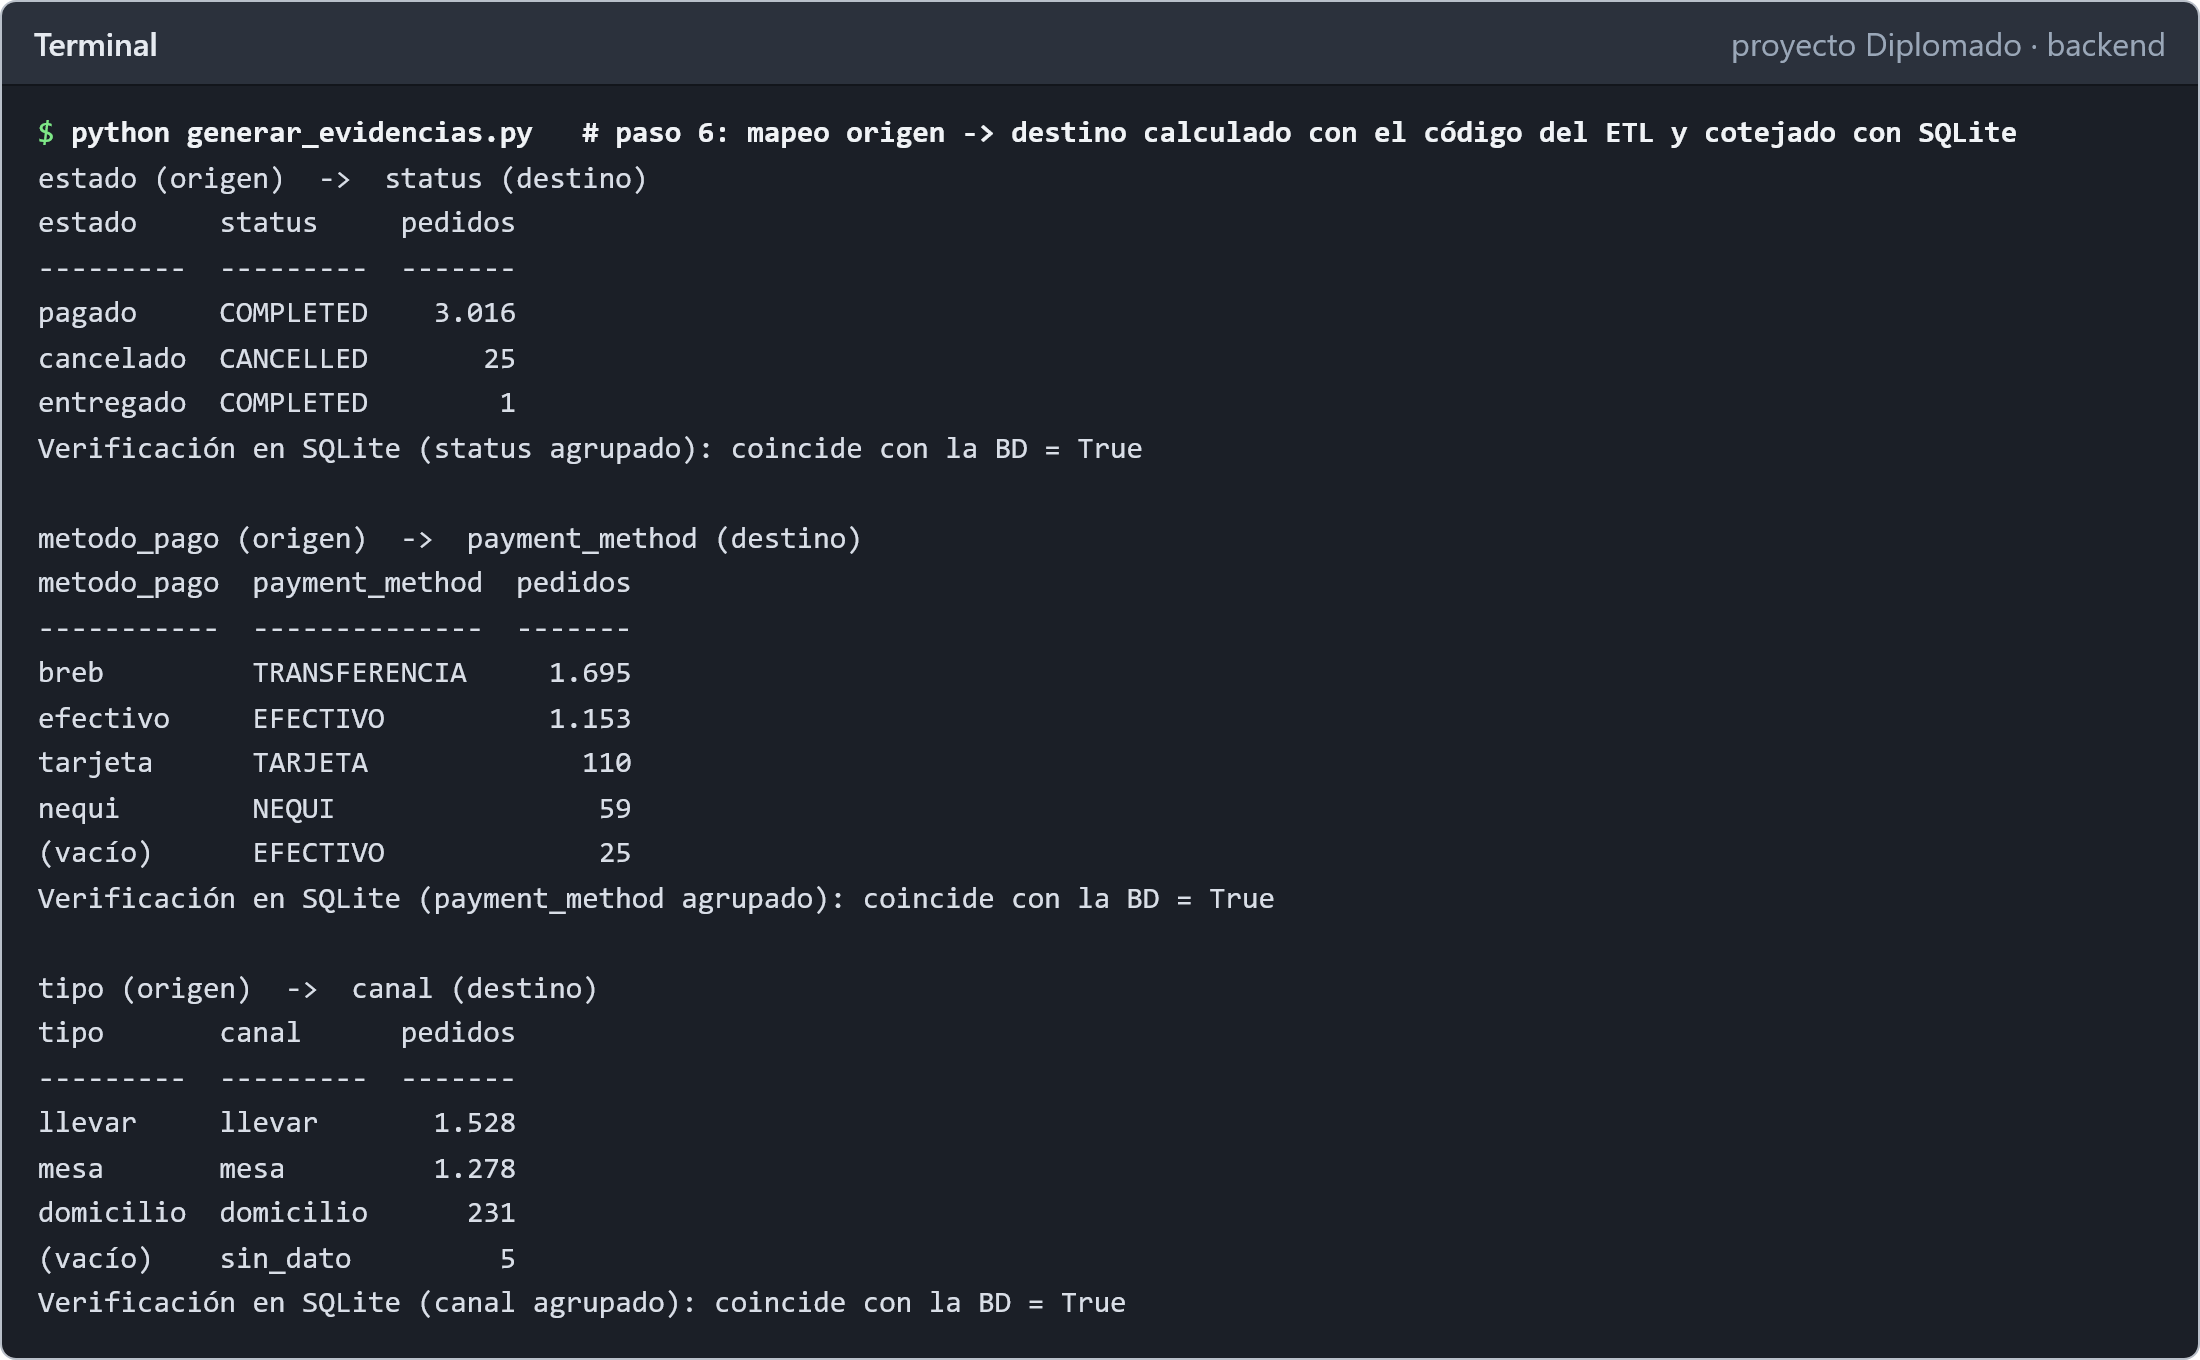 Terminal
proyecto Diplomado · backend
$ python generar_evidencias.py   # paso 6: mapeo origen -> destino calculado con el código del ETL y cotejado con SQLite
estado (origen)  ->  status (destino)
estado     status     pedidos
---------  ---------  -------
pagado     COMPLETED    3.016
cancelado  CANCELLED       25
entregado  COMPLETED        1
Verificación en SQLite (status agrupado): coincide con la BD = True
metodo_pago (origen)  ->  payment_method (destino)
metodo_pago  payment_method  pedidos
-----------  --------------  -------
breb         TRANSFERENCIA     1.695
efectivo     EFECTIVO          1.153
tarjeta      TARJETA             110
nequi        NEQUI                59
(vacío)      EFECTIVO             25
Verificación en SQLite (payment_method agrupado): coincide con la BD = True
tipo (origen)  ->  canal (destino)
tipo       canal      pedidos
---------  ---------  -------
llevar     llevar       1.528
mesa       mesa         1.278
domicilio  domicilio      231
(vacío)    sin_dato         5
Verificación en SQLite (canal agrupado): coincide con la BD = True